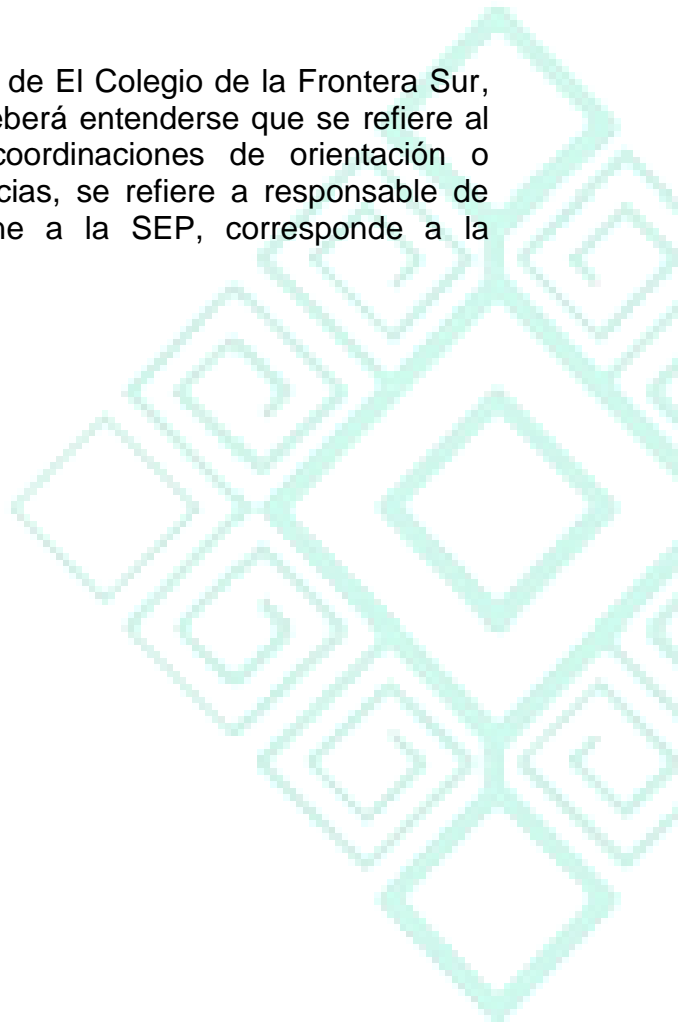 de El Colegio de la Frontera Sur,
eberá entenderse que se refiere al
coordinaciones de orientación o
cias, se refiere a responsable de
ne a la SEP, corresponde a la